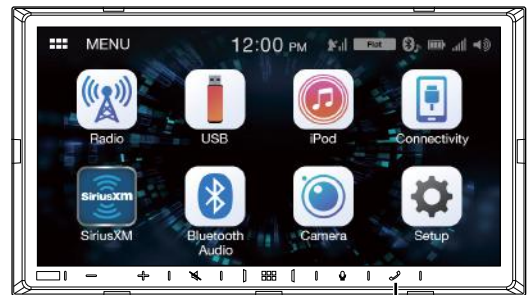 MENU 12:00 PM Flat
Radio USB iPod Connectivity
SiriusXM
SiriusXM Bluetooth Audio Camera Setup